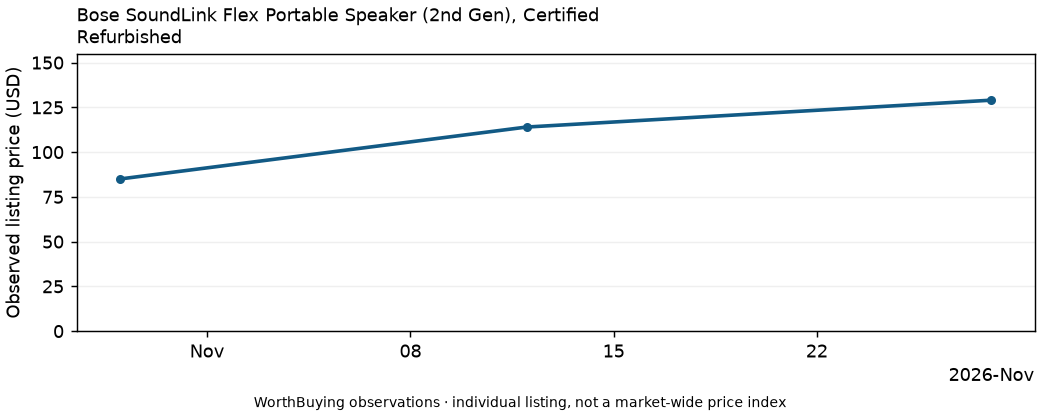 Bose SoundLink Flex Portable Speaker (2nd Gen), Certified
Refurbished
Observed listing price (USD)
150
125
100
75
50
25
0
Nov
08
15
22
2026-Nov
WorthBuying observations · individual listing, not a market-wide price index